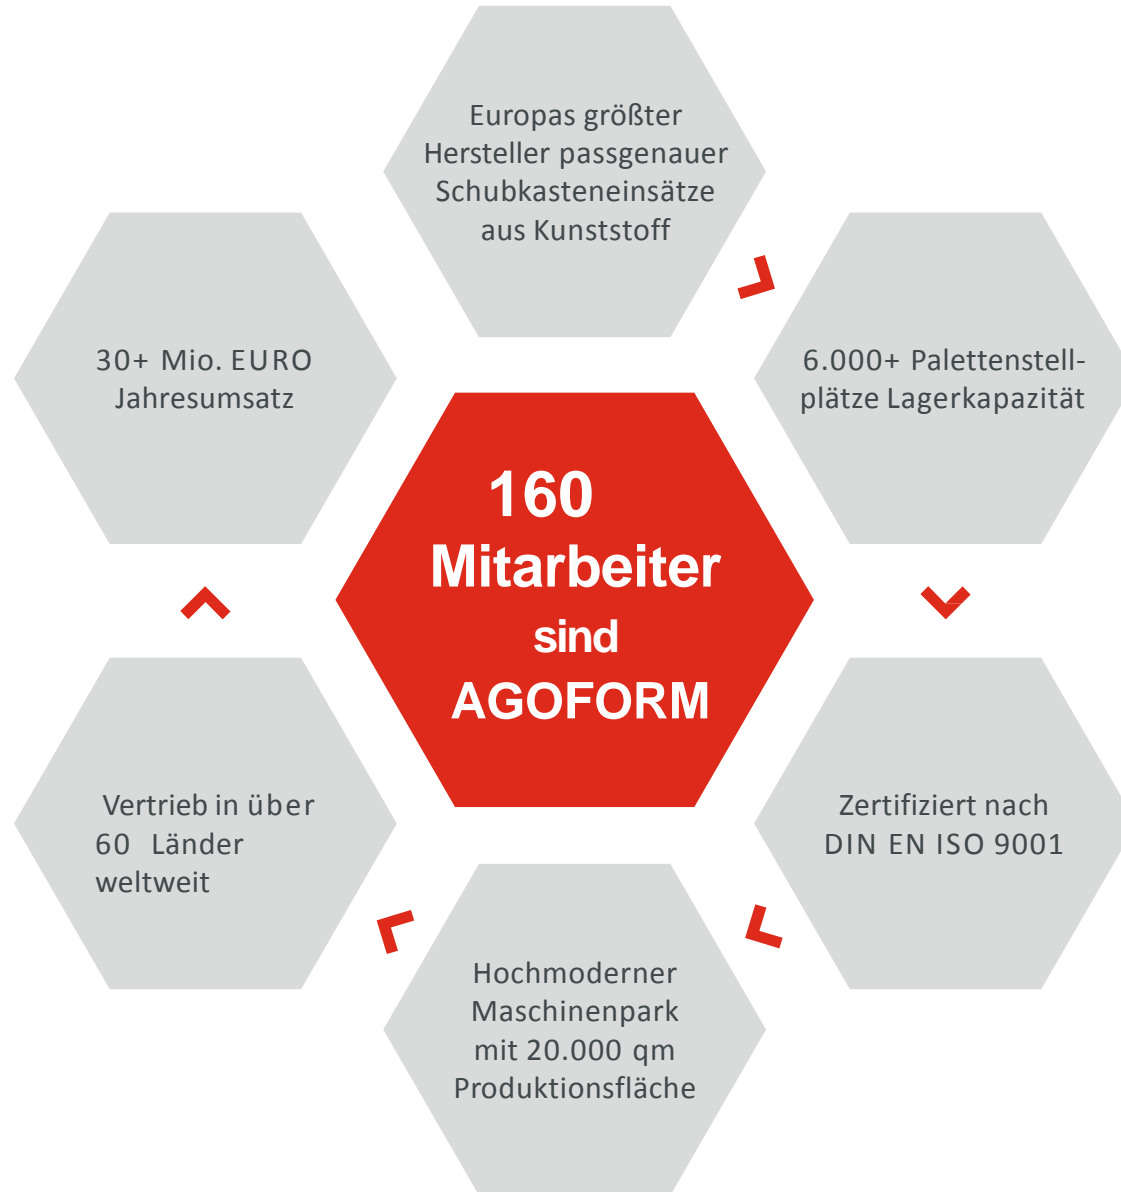 Europas größter
Hersteller passgenauer
Schubkasteneinsätze
aus Kunststoff
30+ Mio. EURO
Jahresumsatz
6.000+ Palettenstell-
plätze Lagerkapazität
160
Mitarbeiter
sind
AGOFORM
Vertrieb in über
60 Länder
weltweit
Zertifiziert nach
DIN EN ISO 9001
Hochmoderner
Maschinenpark
mit 20.000 qm
Produktionsfläche